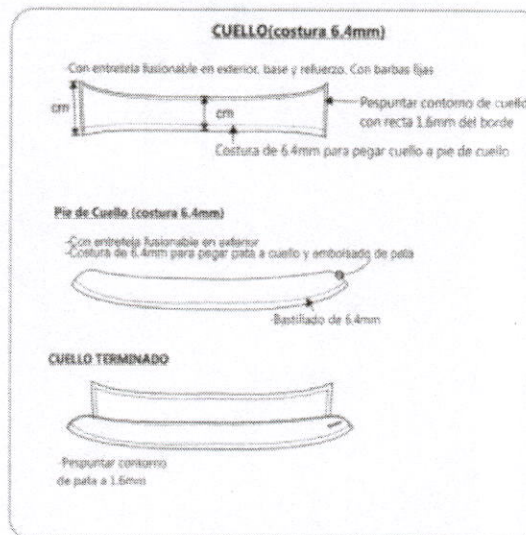 CUELLO(costura 6.4mm)
-Con entretela fusionable en exterior, base y refuerzo. Con barbas fijas
cm
cm
Pespuntar contorno de cuello
con recta 1.6mm del borde
Costura de 6.4mm para pegar cuello a pie de cuello
Pie de Cuello (costura 6.4mm)
-Con entretela fusionable en exterior
-Costura de 6.4mm para pegar pata a cuello y embolsado de pata
-Bastillado de 6.4mm
CUELLO TERMINADO
-Pespuntar contorno
de pata a 1.6mm